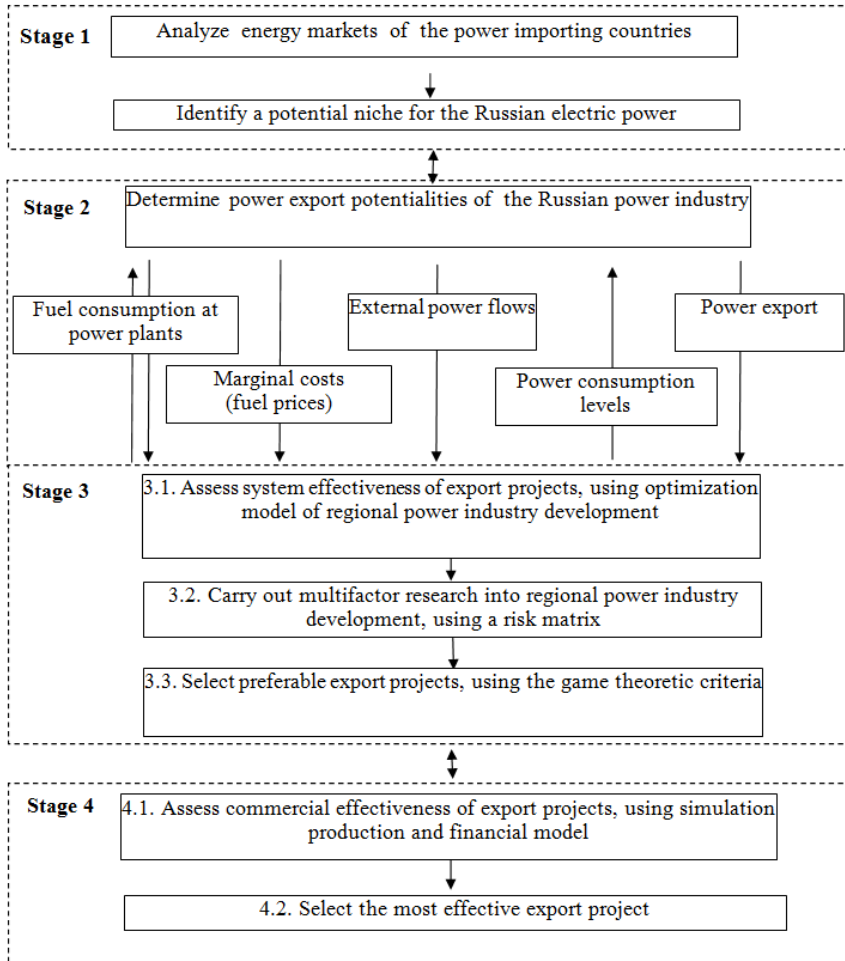 Stage 1
Analyze energy markets of the power importing countries
Identify a potential niche for the Russian electric power
Stage 2
Determine power export potentialities of the Russian power industry
Fuel consumption at
power plants
External power flows
Power export
Marginal costs
(fuel prices)
Power consumption
levels
Stage 3
3.1. Assess system effectiveness of export projects, using optimization
model of regional power industry development
3.2. Carry out multifactor research into regional power industry
development, using a risk matrix
3.3. Select preferable export projects, using the game theoretic criteria
Stage 4
4.1. Assess commercial effectiveness of export projects, using simulation
production and financial model
4.2. Select the most effective export project